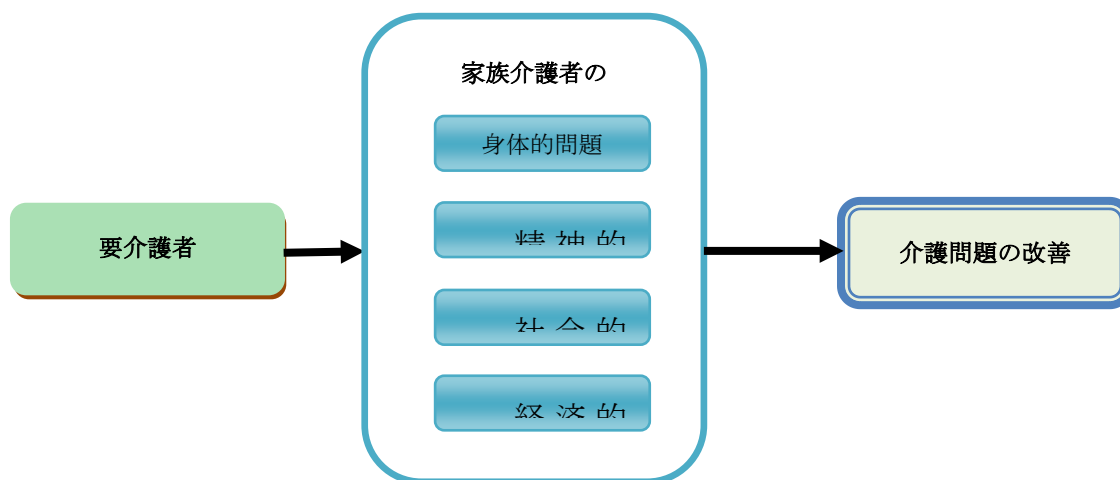 家族介護者の
身体的問題
要介護者
精神的
社会的
経済的
介護問題の改善